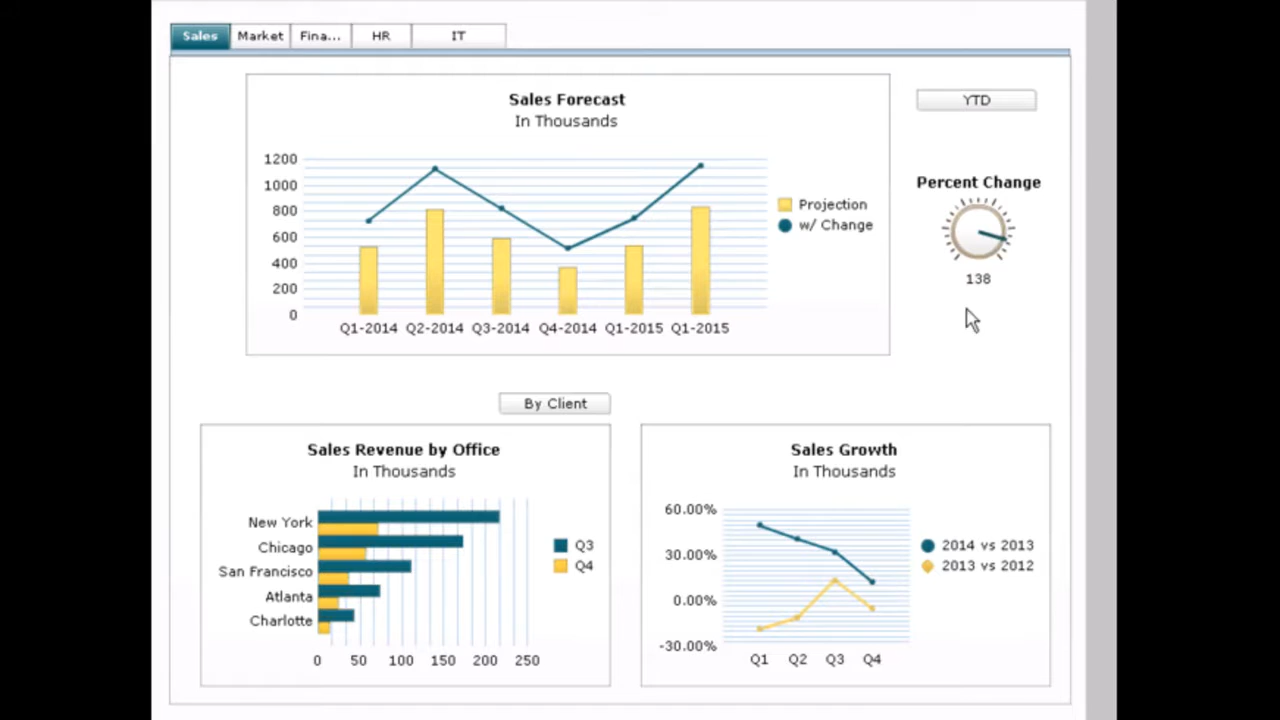 Sales Market Fina... HR IT
Sales Forecast
In Thousands
YTD
1200
1000
800
600
400
200
0
Q1-2014 Q2-2014 Q3-2014 Q4-2014 Q1-2015 Q1-2015
Projection
w/ Change
Percent Change
138
By Client
Sales Revenue by Office
In Thousands
New York
Chicago
San Francisco
Atlanta
Charlotte
0 50 100 150 200 250
Q3
Q4
Sales Growth
In Thousands
60.00%
30.00%
0.00%
-30.00%
Q1 Q2 Q3 Q4
2014 vs 2013
2013 vs 2012